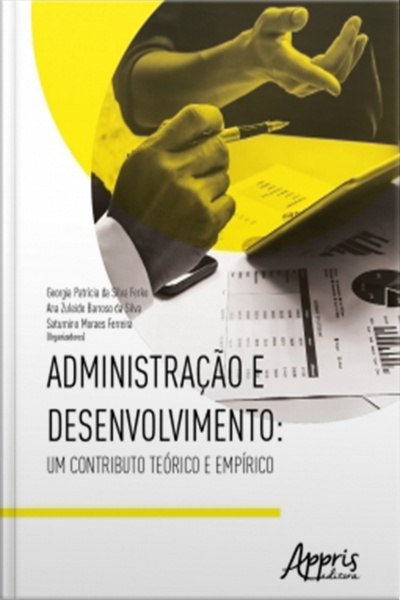 Georgia Patrícia da Silva Ferko
Ana Zuleide Barroso da Silva
Saturnino Moraes Ferreira
(Organizadores)
ADMINISTRAÇÃO E
DESENVOLVIMENTO:
UM CONTRIBUTO TEÓRICO E EMPÍRICO
Appris
editora